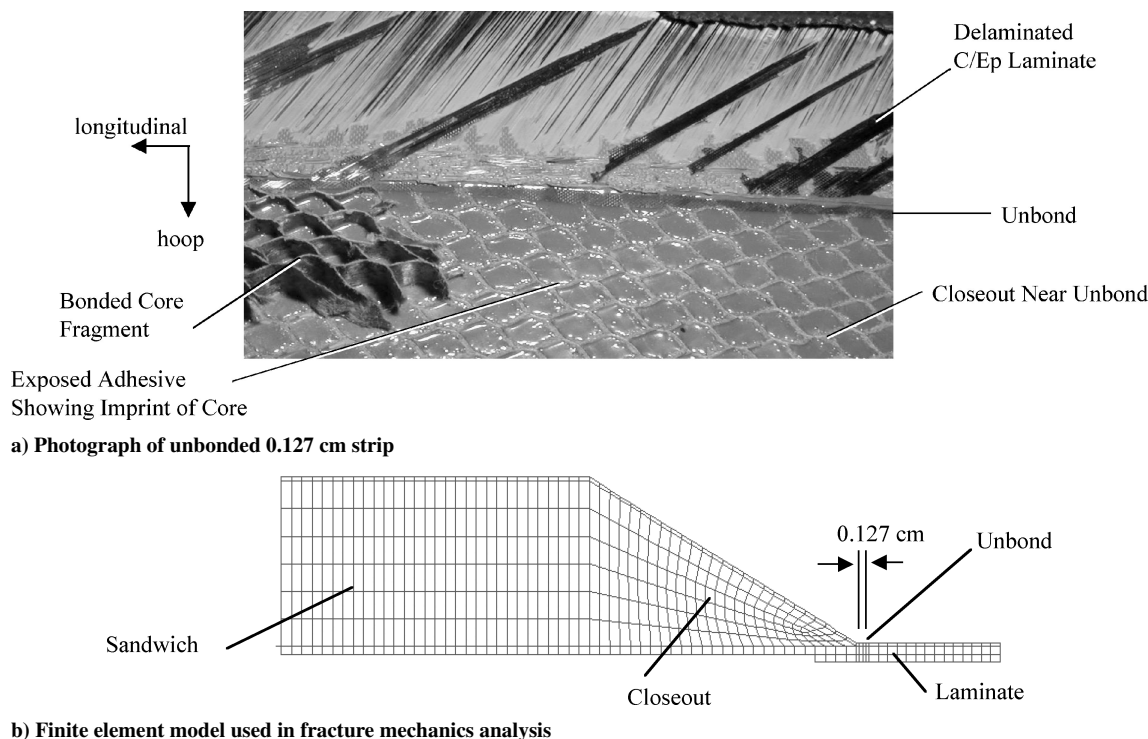 Delaminated
C/Ep Laminate
longitudinal
hoop
Unbond
Bonded Core
Fragment
Closeout Near Unbond
Exposed Adhesive
Showing Imprint of Core
a) Photograph of unbonded 0.127 cm strip
0.127 cm
Unbond
Sandwich
Closeout
Laminate
b) Finite element model used in fracture mechanics analysis